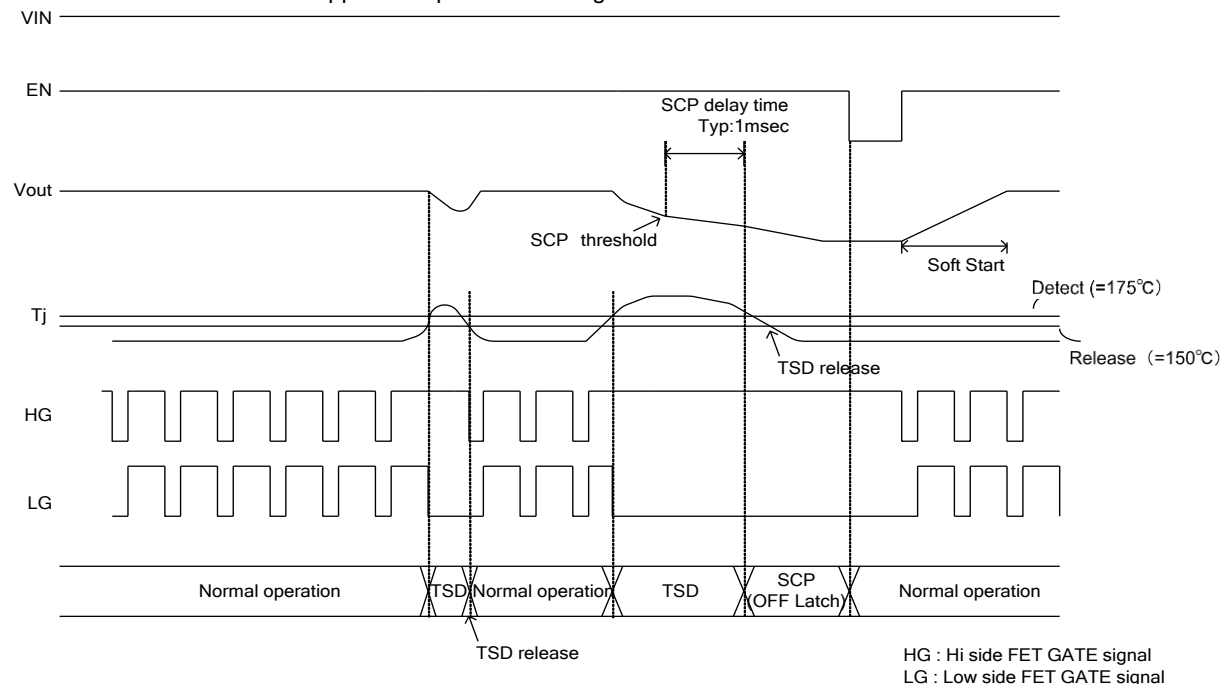 VIN
EN
SCP delay time
Typ:1msec
Vout
SCP threshold
Soft Start
Detect (=175℃)
Tj
TSD release
Release (=150℃)
HG
LG
Normal operation TSD Normal operation TSD SCP (OFF Latch) Normal operation
TSD release
HG : Hi side FET GATE signal
LG : Low side FET GATE signal